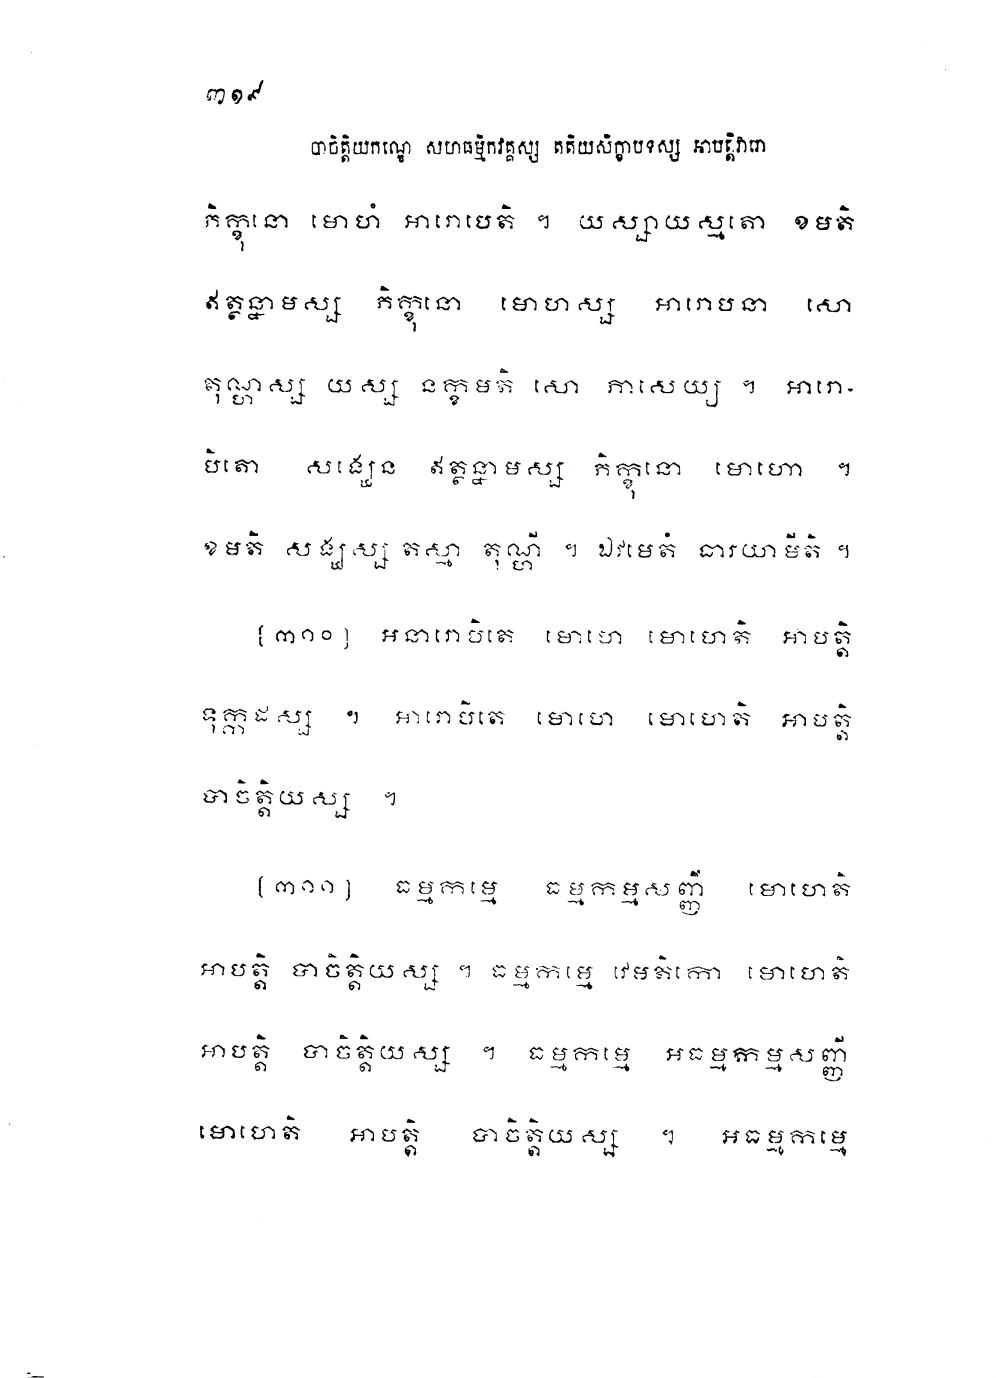 ៣១៩
បាចិត្តិយកណ្ឌេ សហធម្មិកវគ្គស្ស តតិយសិក្ខាបទស្ស អាបត្តិវារោ
ភិក្ខុនោ មោហំ អារោបេតិ ។ យស្សាយស្មតោ ខមតិ
ឥត្ថន្នាមស្ស ភិក្ខុនោ មោហស្ស អារោបនា សោ
តុណ្ហស្ស យស្ស នក្ខមតិ សោ ភាសេយ្យ ។ អារោ-
បិតោ សង្ឃេន ឥត្ថន្នាមស្ស ភិក្ខុនោ មោហោ ។
ខមតិ សង្ឃស្ស តស្មា តុណ្ហី ។ ឯវមេតំ ធារយាមីតិ ។
[៣១០] អនារោបិតេ មោហេ មោហេតិ អាបត្តិ
ទុក្កដស្ស ។ អារោបិតេ មោហេ មោហេតិ អាបត្តិ
បាចិត្តិយស្ស ។
[៣១១] ធម្មកម្មេ ធម្មកម្មសញ្ញី មោហេតិ
អាបត្តិ បាចិត្តិយស្ស ។ ធម្មកម្មេ វេមតិកោ មោហេតិ
អាបត្តិ បាចិត្តិយស្ស ។ ធម្មកម្មេ អធម្មកម្មសញ្ញី
មោហេតិ អាបត្តិ បាចិត្តិយស្ស ។ អធម្មកម្មេ